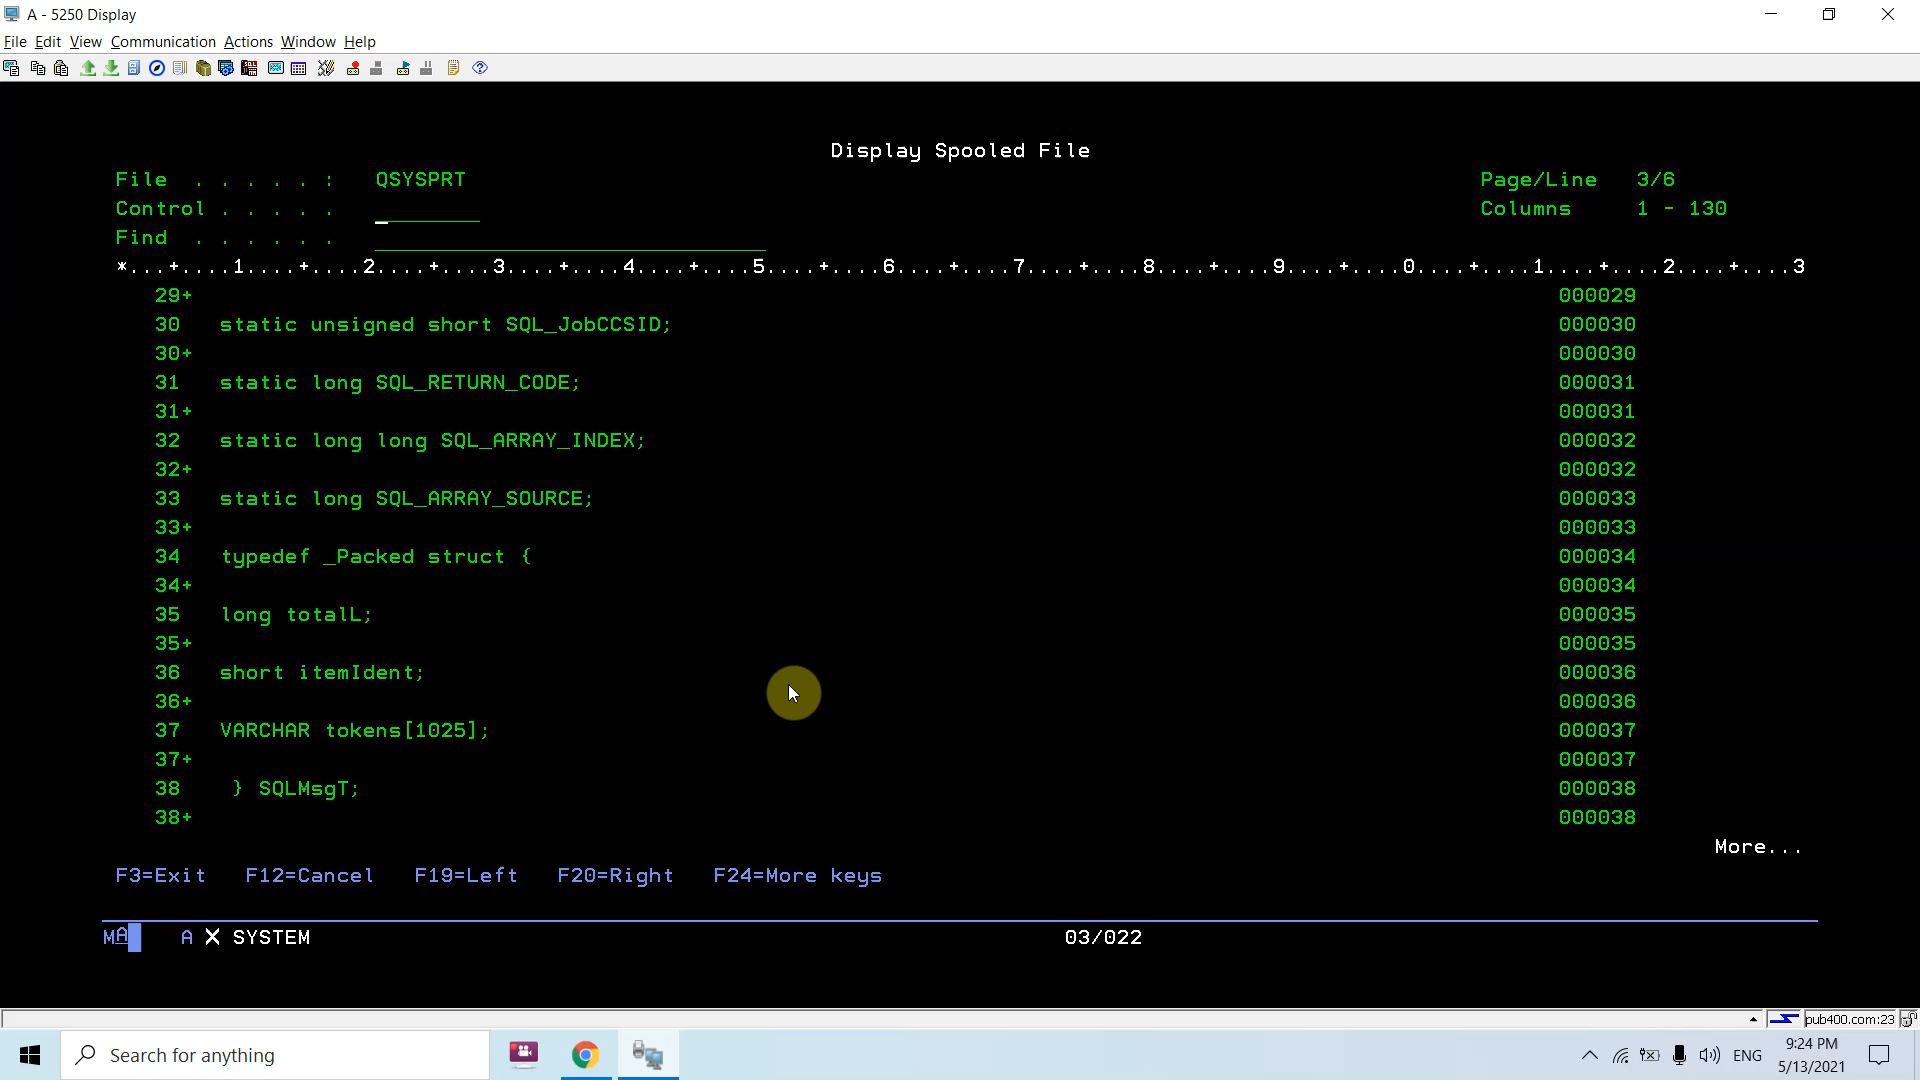 A - 5250 Display
File Edit View Communication Actions Window Help
Display Spooled File
File . . . . . : QSYSPRT Page/Line 3/6
Control . . . . . Columns 1 - 130
Find . . . . . .
*...+....1....+....2....+....3....+....4....+....5....+....6....+....7....+....8....+....9....+....0....+....1....+....2....+....3
29+ 000029
30 static unsigned short SQL_JobCCSID; 000030
30+ 000030
31 static long SQL_RETURN_CODE; 000031
31+ 000031
32 static long long SQL_ARRAY_INDEX; 000032
32+ 000032
33 static long SQL_ARRAY_SOURCE; 000033
33+ 000033
34 typedef _Packed struct { 000034
34+ 000034
35 long totalL; 000035
35+ 000035
36 short itemIdent; 000036
36+ 000036
37 VARCHAR tokens[1025]; 000037
37+ 000037
38 } SQLMsgT; 000038
38+ 000038
More...
F3=Exit F12=Cancel F19=Left F20=Right F24=More keys
MA A X SYSTEM 03/022
pub400.com:23
Search for anything
ENG
9:24 PM
5/13/2021